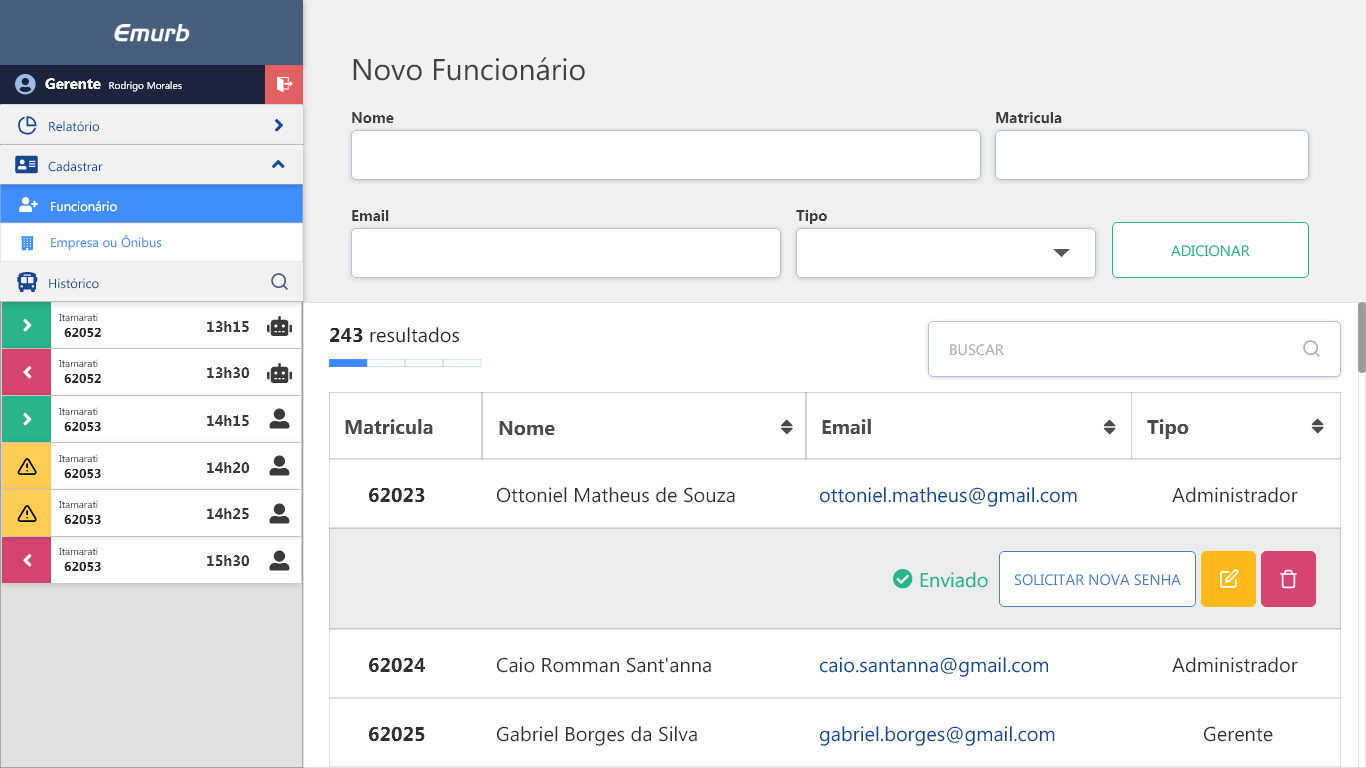 Emurb
Gerente Rodrigo Morales
Relatório
Cadastrar
Funcionário
Empresa ou Ônibus
Histórico
Itamarati
62052 13h15
Itamarati
62052 13h30
Itamarati
62053 14h15
Itamarati
62053 14h20
Itamarati
62053 14h25
Itamarati
62053 15h30
Novo Funcionário
Nome Matricula
Email Tipo
ADICIONAR
243 resultados
BUSCAR
Matricula Nome Email Tipo
62023 Ottoniel Matheus de Souza ottoniel.matheus@gmail.com Administrador
Enviado SOLICITAR NOVA SENHA
62024 Caio Romman Sant'anna caio.santanna@gmail.com Administrador
62025 Gabriel Borges da Silva gabriel.borges@gmail.com Gerente